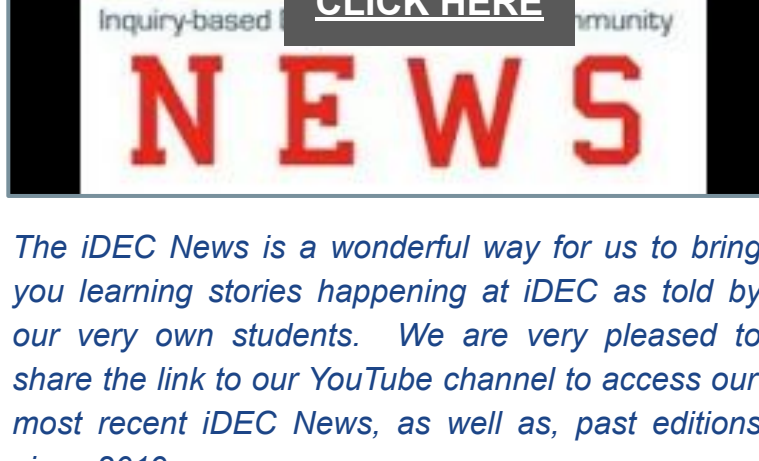 CLICK HERE
Inquiry-based
NEWS
The iDEC News is a wonderful way for us to bring
you learning stories happening at iDEC as told by
our very own students. We are very pleased to
share the link to our YouTube channel to access our
most recent iDEC News, as well as, past editions